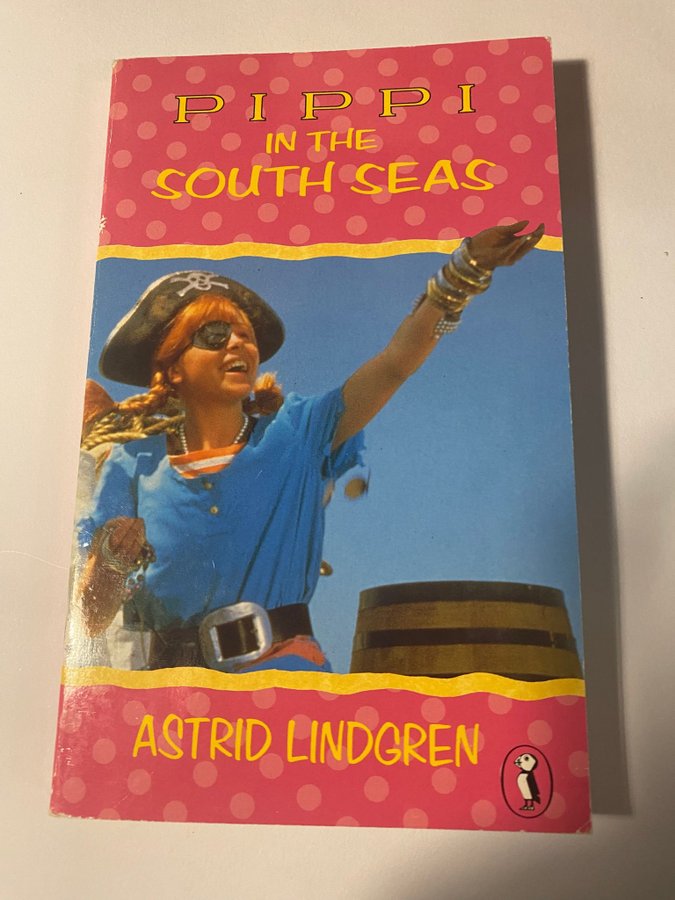 PIPPI
IN THE
SOUTH SEAS
ASTRID LINDGREN